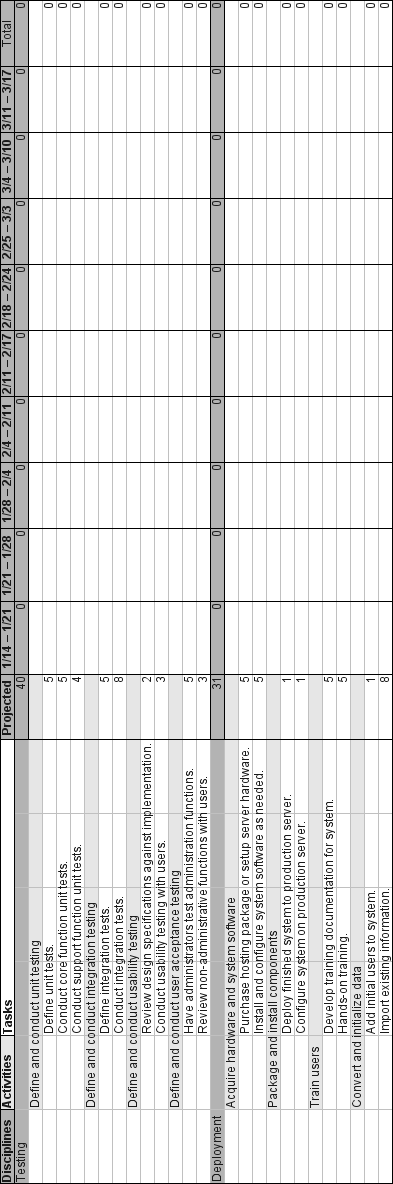 Disciplines Activities Tasks Projected 1/14 – 1/21 1/21 – 1/28 1/28 – 2/4 2/4 – 2/11 2/11 – 2/17 2/18 – 2/24 2/25 – 3/3 3/4 – 3/10 3/11 – 3/17 Total
Testing 40 0 0 0 0 0 0 0 0 0 0
Define and conduct unit testing
Define unit tests. 5 0
Conduct core function unit tests. 5 0
Conduct support function unit tests. 4 0
Define and conduct integration testing
Define integration tests. 5 0
Conduct integration tests. 8 0
Define and conduct usability testing
Review design specifications against implementation. 2 0
Conduct usability testing with users. 3 0
Define and conduct user acceptance testing
Have administrators test administration functions. 5 0
Review non-administrative functions with users. 3 0
Deployment 31 0 0 0 0 0 0 0 0 0 0
Acquire hardware and system software
Purchase hosting package or setup server hardware. 5 0
Install and configure system software as needed. 5 0
Package and install components
Deploy finished system to production server. 1 0
Configure system on production server. 1 0
Train users
Develop training documentation for system. 5 0
Hands-on training. 5 0
Convert and initialize data
Add initial users to system. 1 0
Import existing information. 8 0